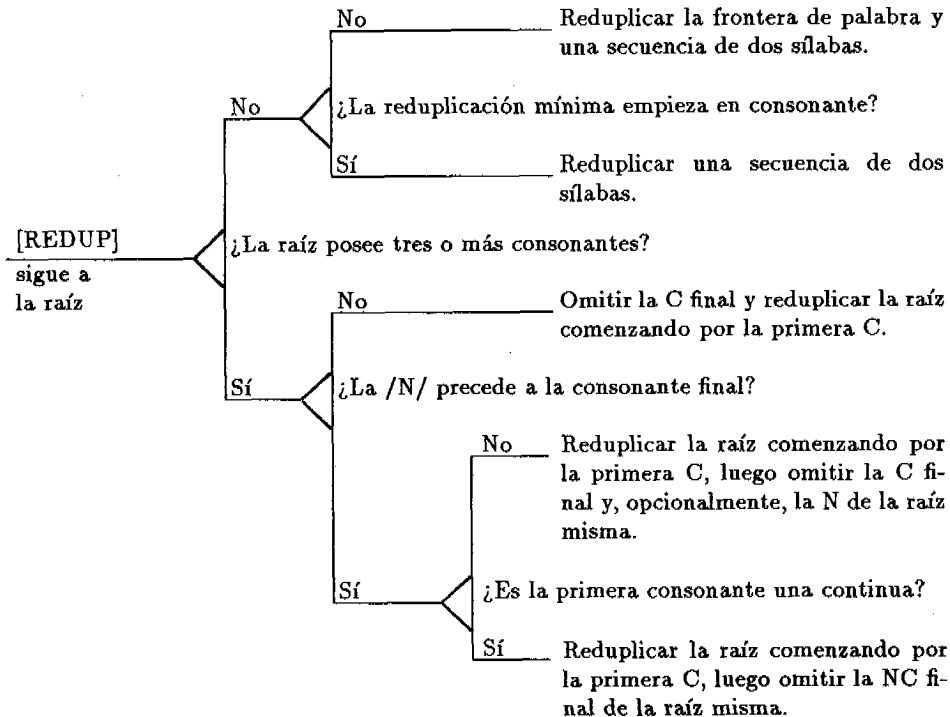 No
Reduplicar la frontera de palabra y
una secuencia de dos sílabas.
No
¿La reduplicación mínima empieza en consonante?
Sí
Reduplicar una secuencia de dos
sílabas.
[REDUP]
sigue a
la raíz
¿La raíz posee tres o más consonantes?
No
Omitir la C final y reduplicar la raíz
comenzando por la primera C.
Sí
¿La /N/ precede a la consonante final?
No
Reduplicar la raíz comenzando por
la primera C, luego omitir la C fi-
nal y, opcionalmente, la N de la raíz
misma.
Sí
¿Es la primera consonante una continua?
Sí
Reduplicar la raíz comenzando por
la primera C, luego omitir la NC fi-
nal de la raíz misma.